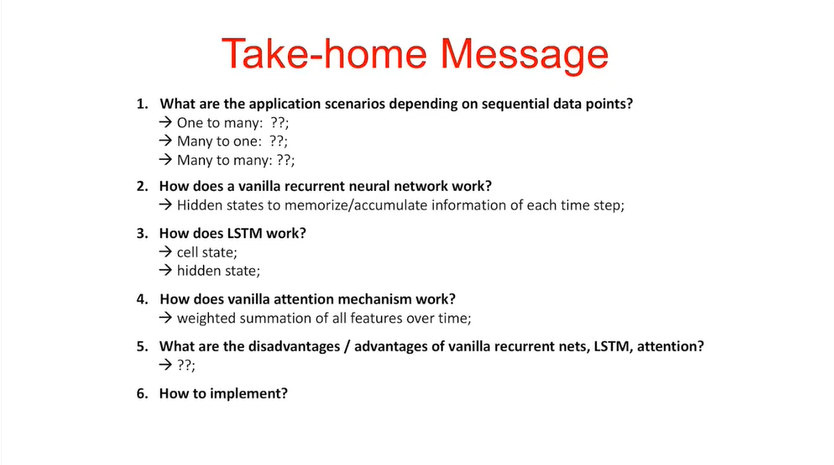 Take-home Message
1. What are the application scenarios depending on sequential data points?
→ One to many: ??;
→ Many to one: ??;
→ Many to many: ??;
2. How does a vanilla recurrent neural network work?
→ Hidden states to memorize/accumulate information of each time step;
3. How does LSTM work?
→ cell state;
→ hidden state;
4. How does vanilla attention mechanism work?
→ weighted summation of all features over time;
5. What are the disadvantages / advantages of vanilla recurrent nets, LSTM, attention?
→ ??;
6. How to implement?